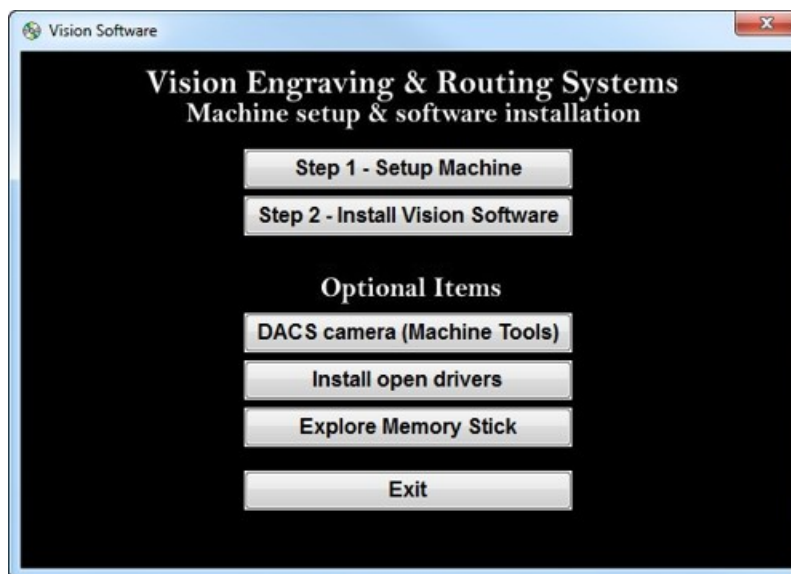 Vision Software
Vision Engraving & Routing Systems
Machine setup & software installation
Step 1 - Setup Machine
Step 2 - Install Vision Software
Optional Items
DACS camera (Machine Tools)
Install open drivers
Explore Memory Stick
Exit